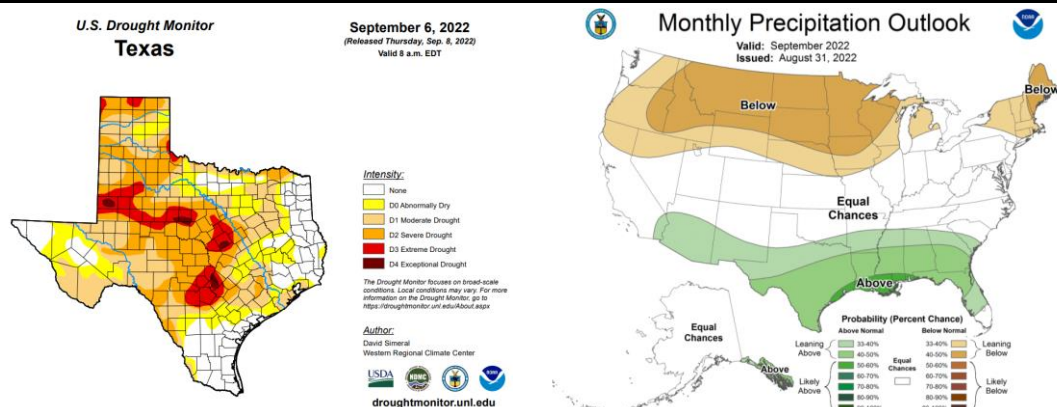 U.S. Drought Monitor
Texas
September 6, 2022
(Released Thursday, Sep. 8, 2022)
Valid 8 a.m. EDT
Intensity:
None
D0 Abnormally Dry
D1 Moderate Drought
D2 Severe Drought
D3 Extreme Drought
D4 Exceptional Drought
The Drought Monitor focuses on broad-scale
conditions. Local conditions may vary. For more
information on the Drought Monitor, go to
https://droughtmonitor.unl.edu/About.aspx
Author:
David Simeral
Western Regional Climate Center
USDA
NDMC
droughtmonitor.unl.edu
Monthly Precipitation Outlook
Valid: September 2022
Issued: August 31, 2022
Below
Below
Equal
Chances
Above
Equal
Chances
Above
Probability (Percent Chance)
Above Normal
Below Normal
Leaning
Above
33-40%
40-50%
Likely
Above
50-60%
60-70%
70-80%
80-90%
Equal
Chances
33-40%
40-50%
Leaning
Below
50-60%
60-70%
70-80%
80-90%
Likely
Below